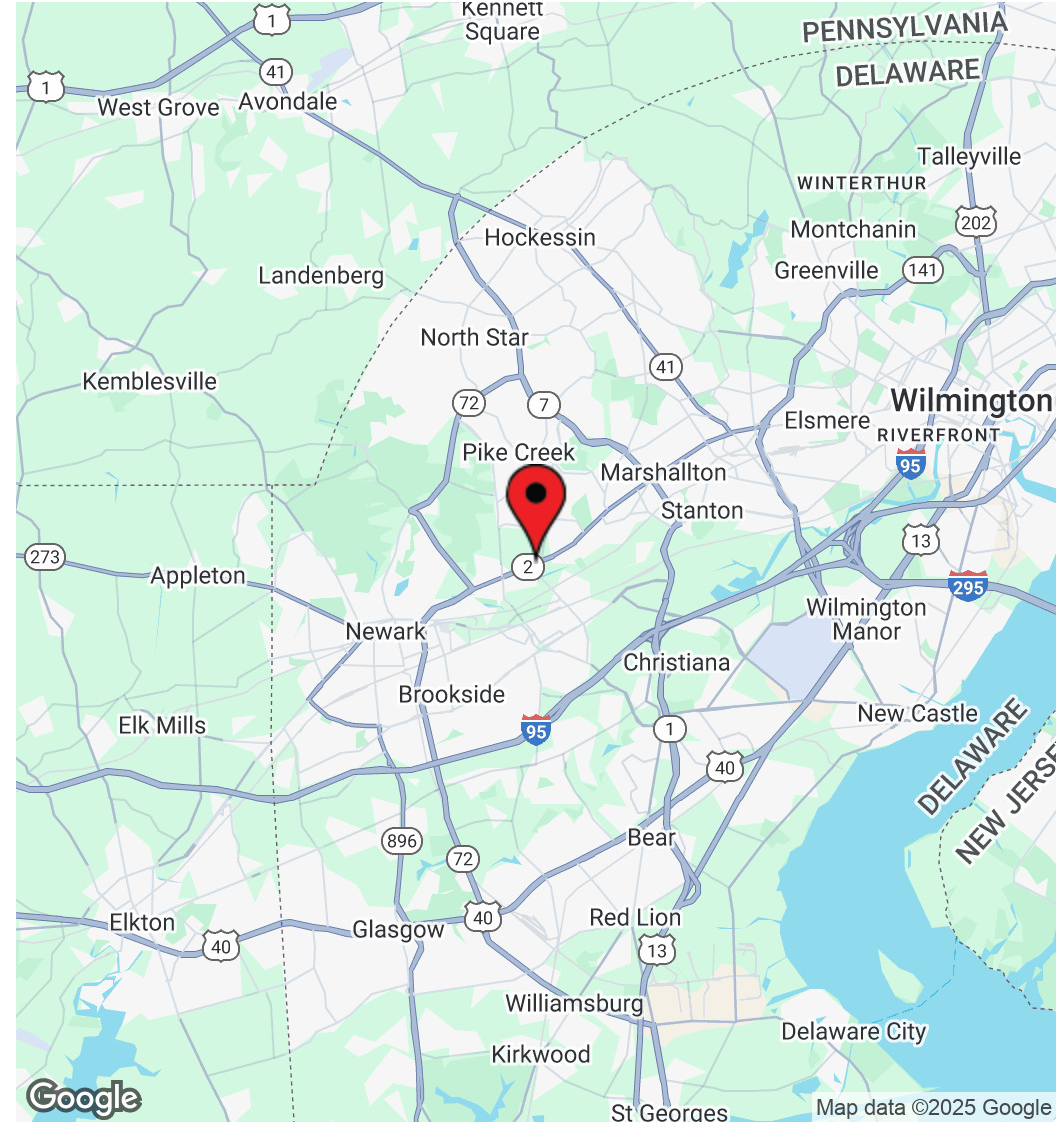 Kennett
Square
1
PENNSYLVANIA
DELAWARE
41
1
West Grove
Avondale
Talleyville
WINTERTHUR
202
Montchanin
Hockessin
Greenville
141
Landenberg
North Star
41
Kemblesville
72
7
Wilmington
Elsmere
RIVERFRONT
Pike Creek
95
Marshallton
Stanton
13
273
2
Appleton
295
Wilmington
Manor
Newark
Christiana
Brookside
New Castle
Elk Mills
95
1
DELAWARE
NEW JERSE
40
Bear
896
72
Elkton
40
Glasgow
40
Red Lion
13
Williamsburg
Delaware City
Kirkwood
Google
St Georges
Map data ©2025 Google